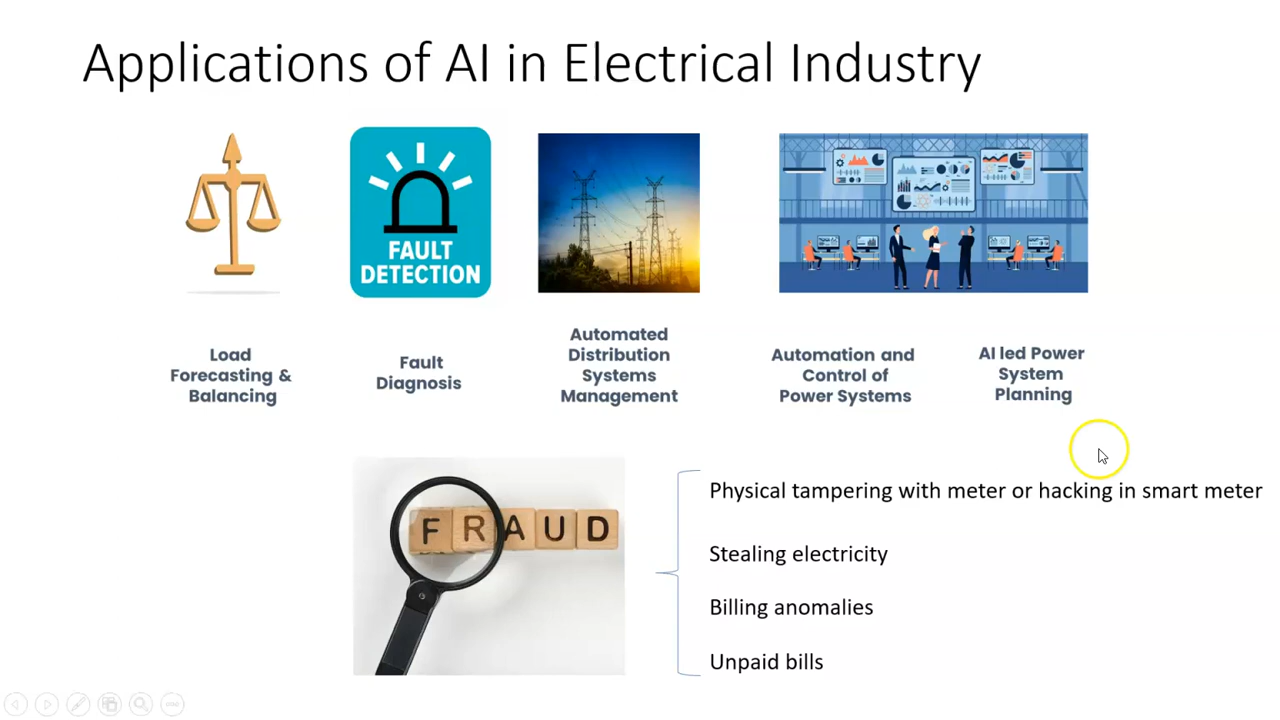 Applications of AI in Electrical Industry
FAULT
DETECTION
Load
Forecasting &
Balancing
Fault
Diagnosis
Automated
Distribution
Systems
Management
Automation and
Control of
Power Systems
AI led Power
System
Planning
FRAUD
Physical tampering with meter or hacking in smart meter
Stealing electricity
Billing anomalies
Unpaid bills